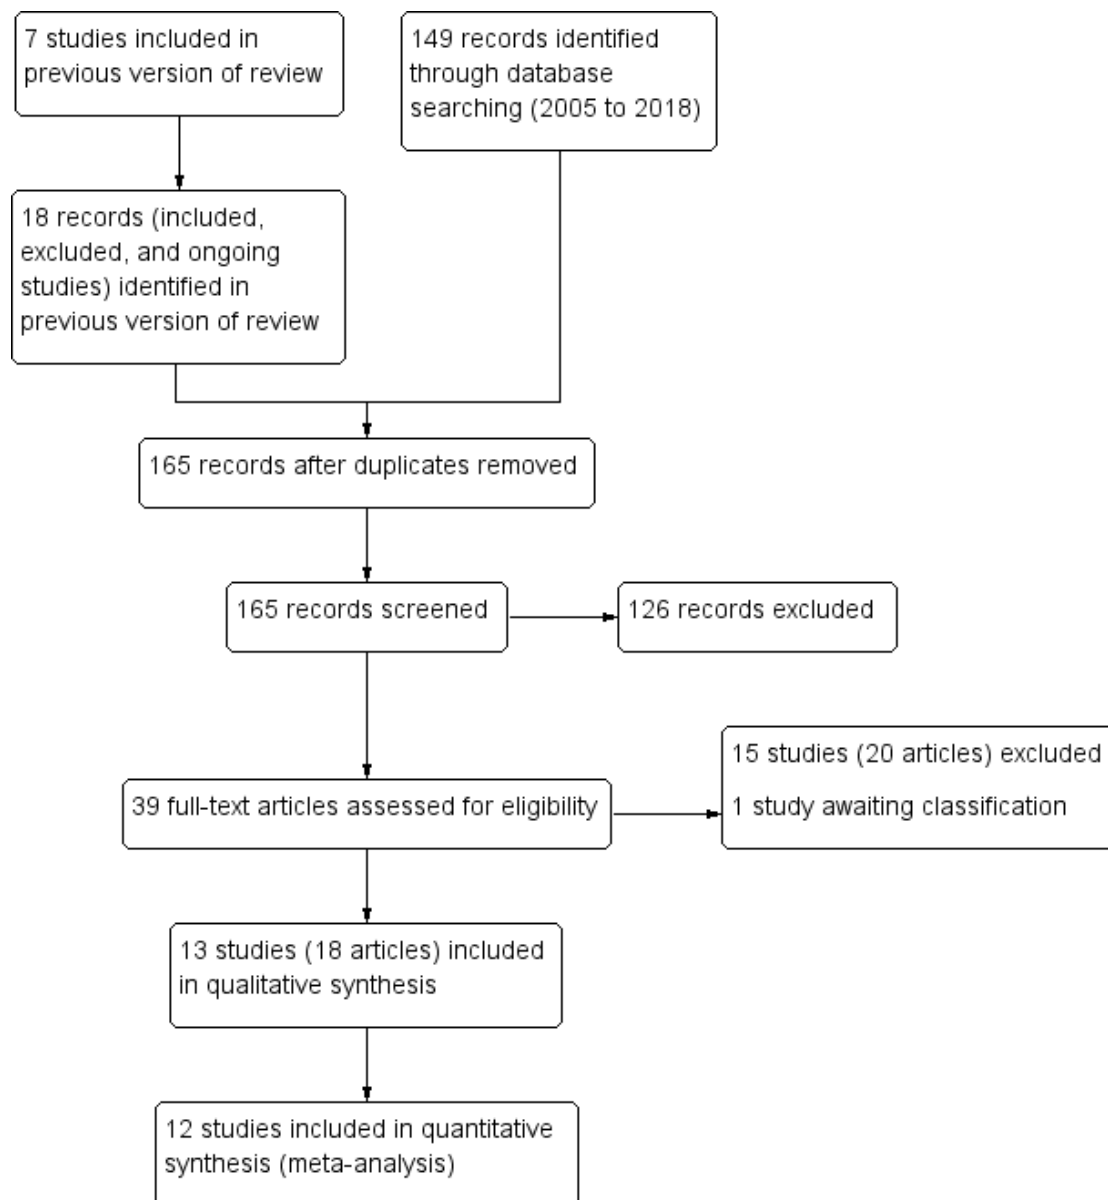 7 studies included in
previous version of review
149 records identified
through database
searching (2005 to 2018)
18 records (included,
excluded, and ongoing
studies) identified in
previous version of review
165 records after duplicates removed
165 records screened
126 records excluded
39 full-text articles assessed for eligibility
15 studies (20 articles) excluded
1 study awaiting classification
13 studies (18 articles) included
in qualitative synthesis
12 studies included in quantitative
synthesis (meta-analysis)